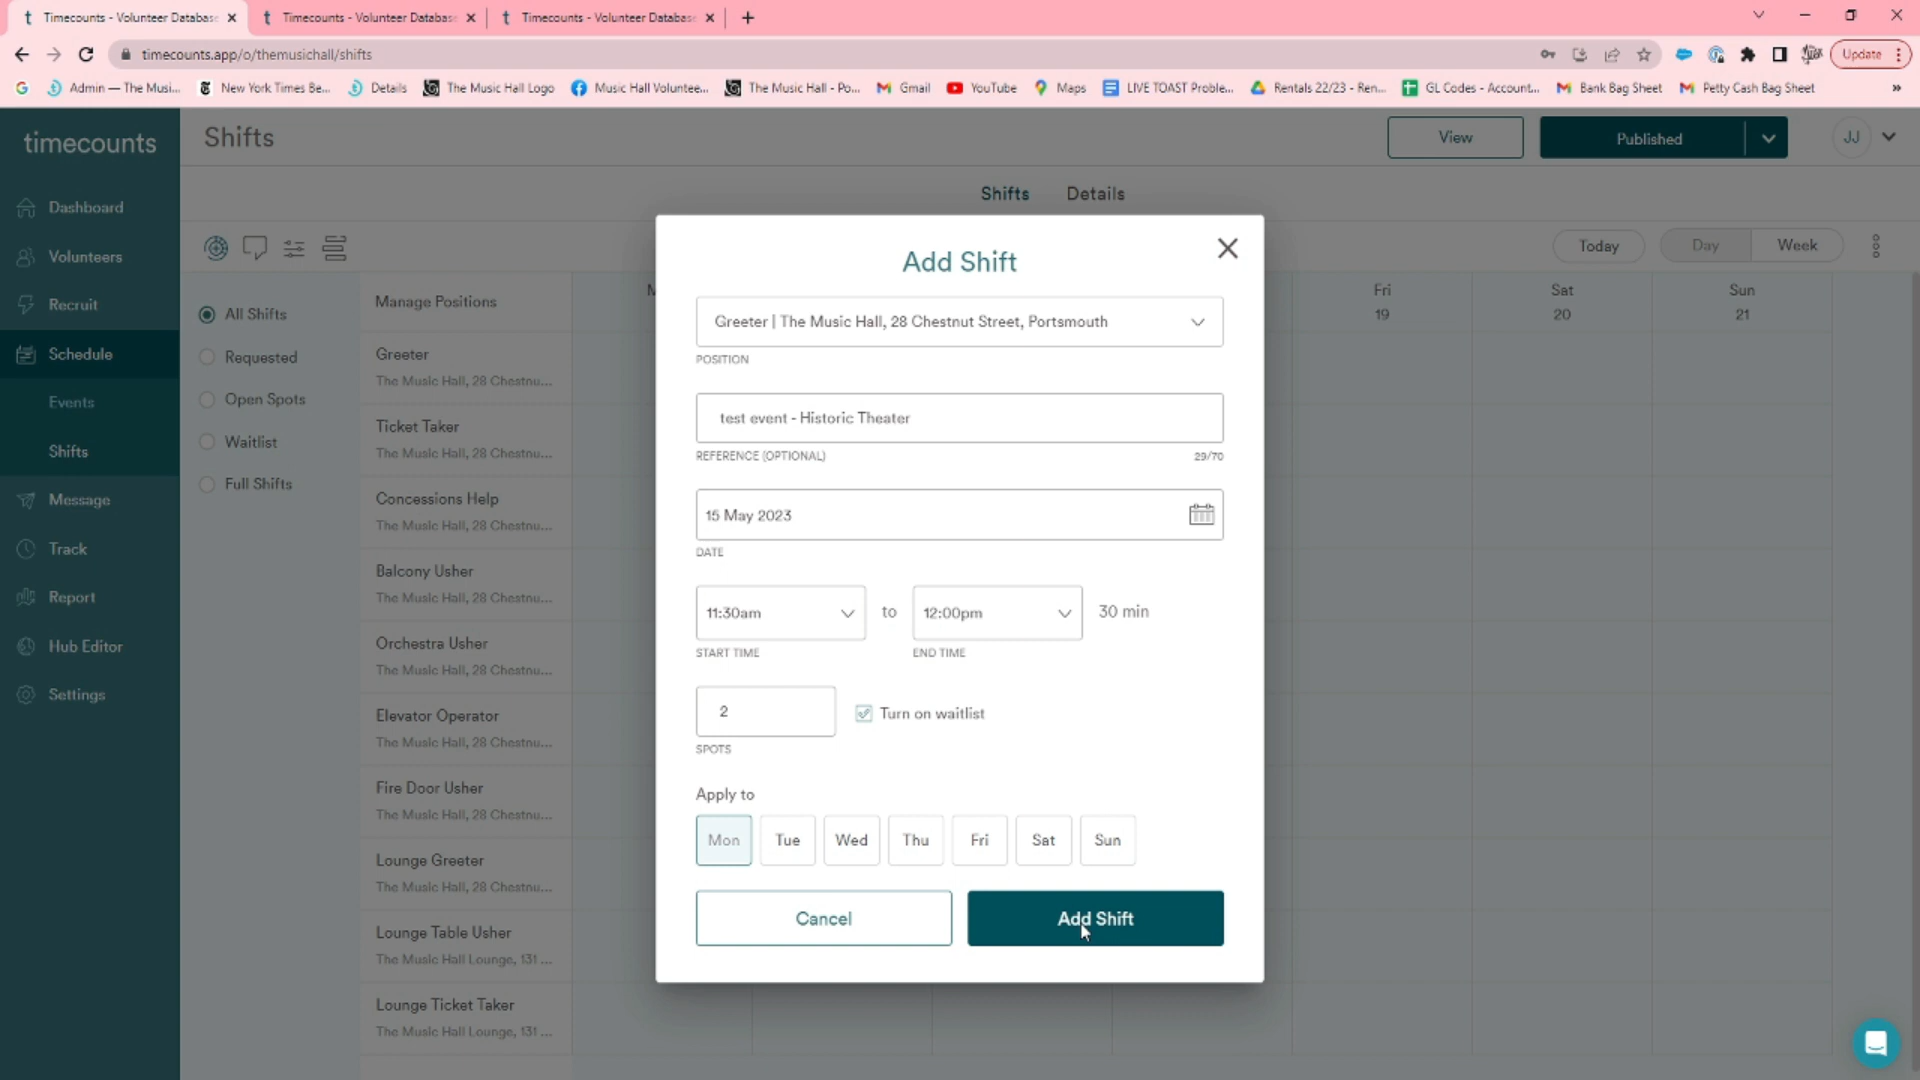 Timecounts - Volunteer Database
Timecounts - Volunteer Database
Timecounts - Volunteer Database
timecounts.app/o/themusichall/shifts
Update
Admin — The Musi...
New York Times Be...
Details
The Music Hall Logo
Music Hall Voluntee...
The Music Hall - Po...
Gmail
YouTube
Maps
LIVE TOAST Proble...
Rentals 22/23 - Ren...
GL Codes - Account...
Bank Bag Sheet
Petty Cash Bag Sheet
»
timecounts
Shifts
View
Published
JJ
Dashboard
Volunteers
Recruit
Schedule
Events
Shifts
Message
Track
Report
Hub Editor
Settings
Shifts
Details
Today
Day
Week
All Shifts
Requested
Open Spots
Waitlist
Full Shifts
Manage Positions
Fri
19
Sat
20
Sun
21
Greeter
The Music Hall, 28 Chestnu...
Ticket Taker
The Music Hall, 28 Chestnu...
Concessions Help
The Music Hall, 28 Chestnu...
Balcony Usher
The Music Hall, 28 Chestnu...
Orchestra Usher
The Music Hall, 28 Chestnu...
Elevator Operator
The Music Hall, 28 Chestnu...
Fire Door Usher
The Music Hall, 28 Chestnu...
Lounge Greeter
The Music Hall, 28 Chestnu...
Lounge Table Usher
The Music Hall Lounge, 131 ...
Lounge Ticket Taker
The Music Hall Lounge, 131 ...
Add Shift
Greeter | The Music Hall, 28 Chestnut Street, Portsmouth
POSITION
test event - Historic Theater
REFERENCE (OPTIONAL)
29/70
15 May 2023
DATE
11:30am
to
12:00pm
30 min
START TIME
END TIME
2
Turn on waitlist
SPOTS
Apply to
Mon
Tue
Wed
Thu
Fri
Sat
Sun
Cancel
Add Shift